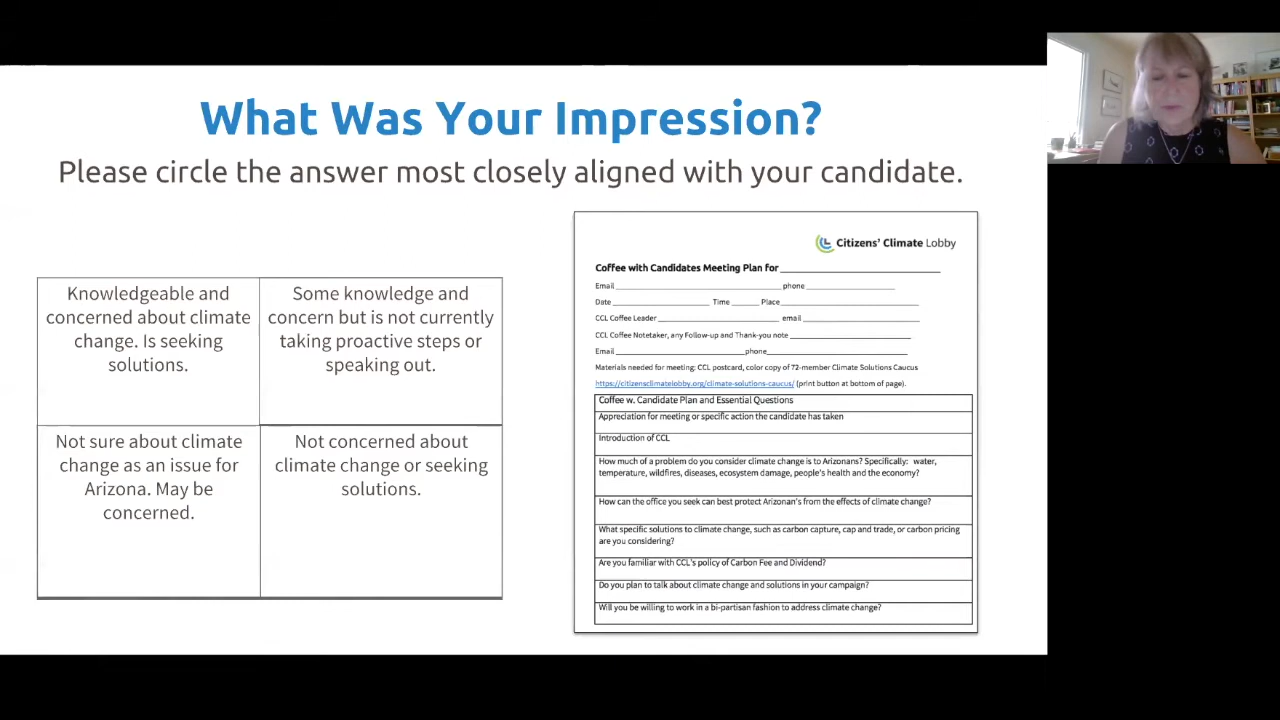 What Was Your Impression?
Please circle the answer most closely aligned with your candidate.
Knowledgeable and
concerned about climate
change. Is seeking
solutions.
Some knowledge and
concern but is not currently
taking proactive steps or
speaking out.
Not sure about climate
change as an issue for
Arizona. May be
concerned.
Not concerned about
climate change or seeking
solutions.
Citizens' Climate Lobby
Coffee with Candidates Meeting Plan for
Email phone
Date Time Place
CCL Coffee Leader email
CCL Coffee Notetaker, any Follow-up and Thank-you note
Email phone
Materials needed for meeting: CCL postcard, color copy of 72-member Climate Solutions Caucus
https://citizensclimatelobby.org/climate-solutions-caucus/ (print button at bottom of page).
Coffee w. Candidate Plan and Essential Questions
Appreciation for meeting or specific action the candidate has taken
Introduction of CCL
How much of a problem do you consider climate change is to Arizonans? Specifically: water,
temperature, wildfires, diseases, ecosystem damage, people's health and the economy?
How can the office you seek can best protect Arizonan's from the effects of climate change?
What specific solutions to climate change, such as carbon capture, cap and trade, or carbon pricing
are you considering?
Are you familiar with CCL's policy of Carbon Fee and Dividend?
Do you plan to talk about climate change and solutions in your campaign?
Will you be willing to work in a bi-partisan fashion to address climate change?